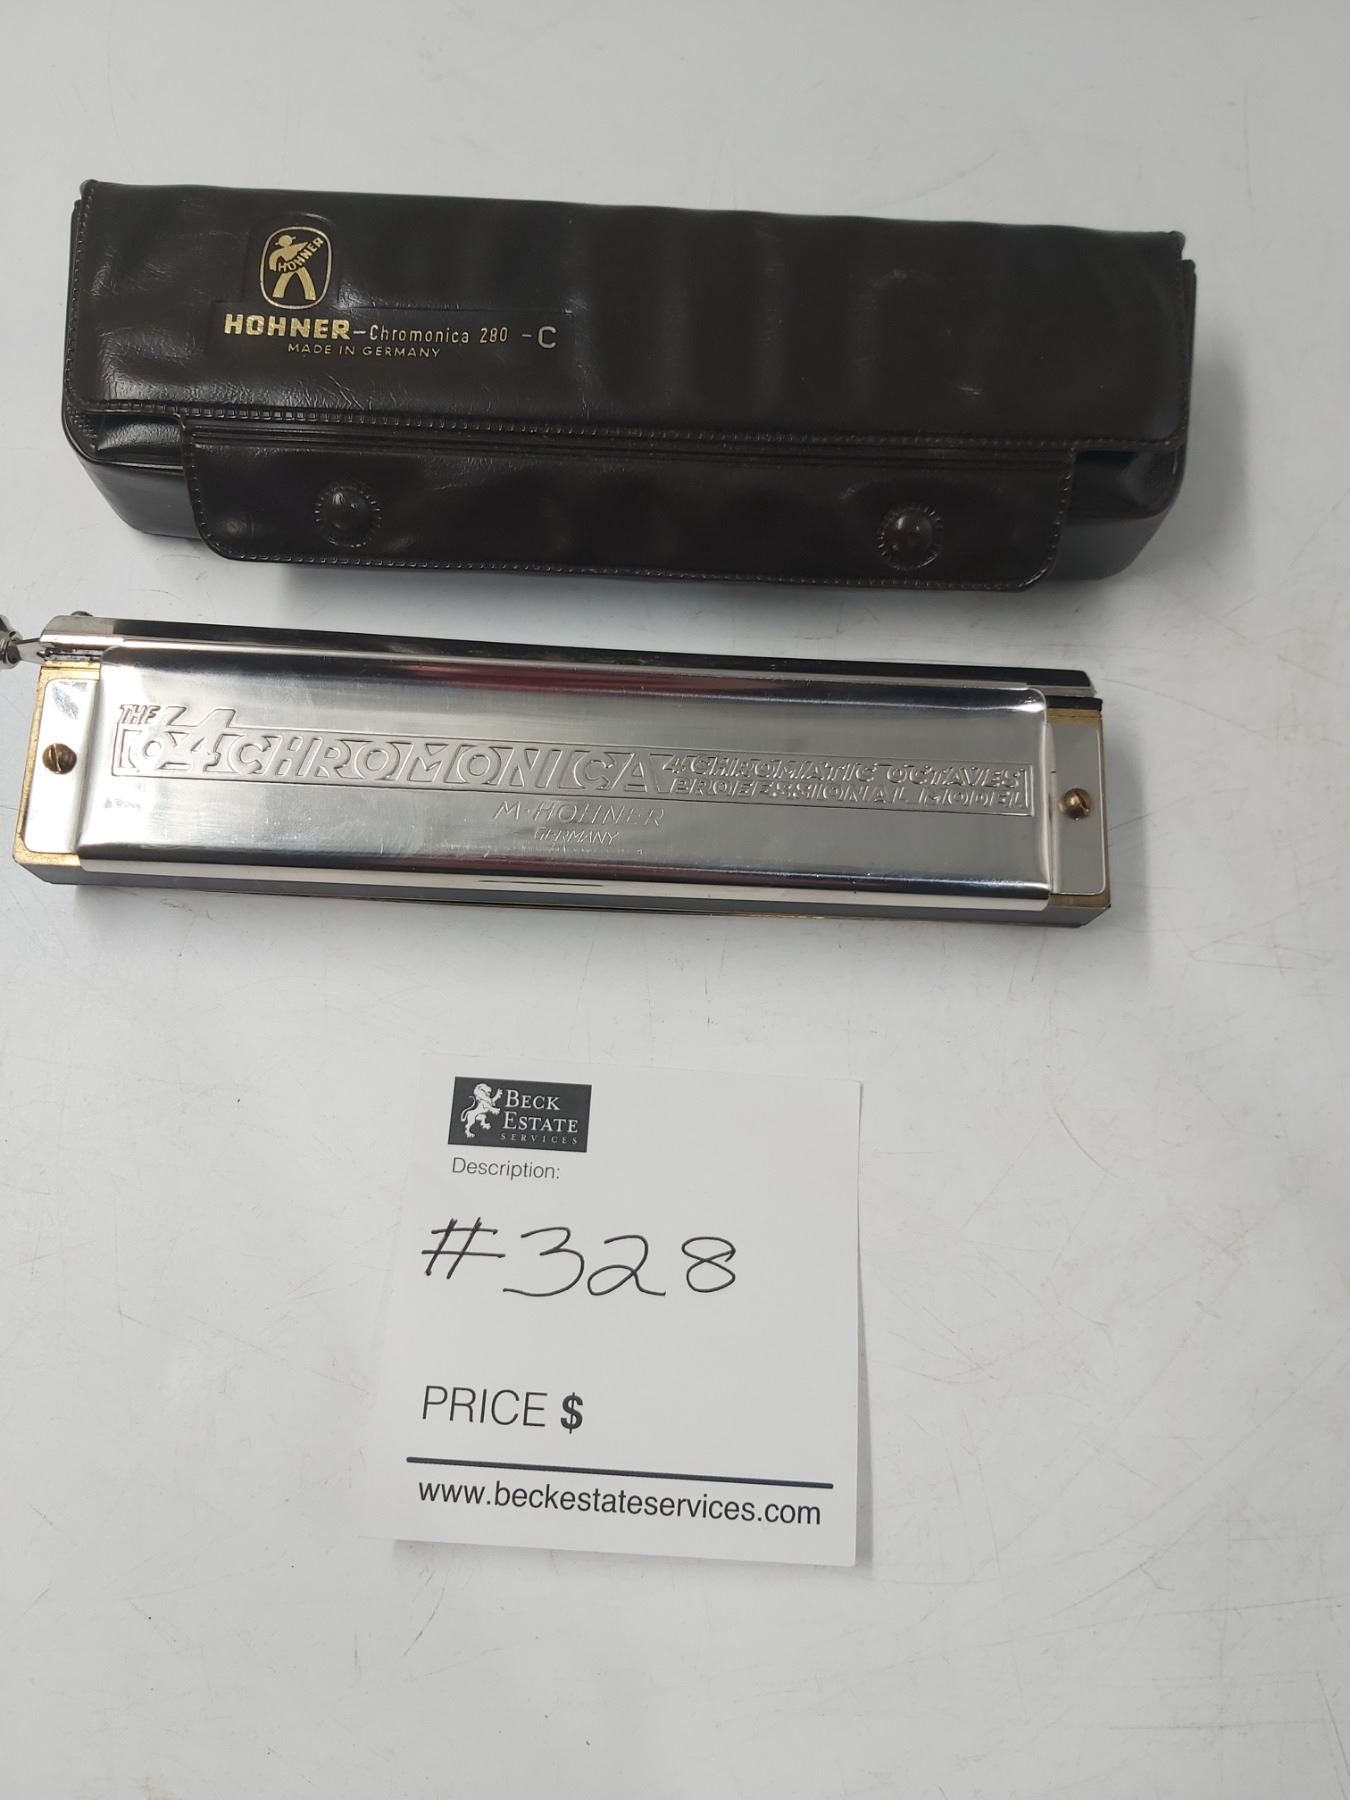 HOHNER
HOHNER-Chromonica 280 -C
MADE IN GERMANY
THE 64 CHROMONICA 4 CHROMATIC OCTAVES
PROFESSIONAL MODEL
M·HOHNER
GERMANY
BECK
ESTATE
SERVICES
Description:
#328
PRICE $
www.beckestateservices.com